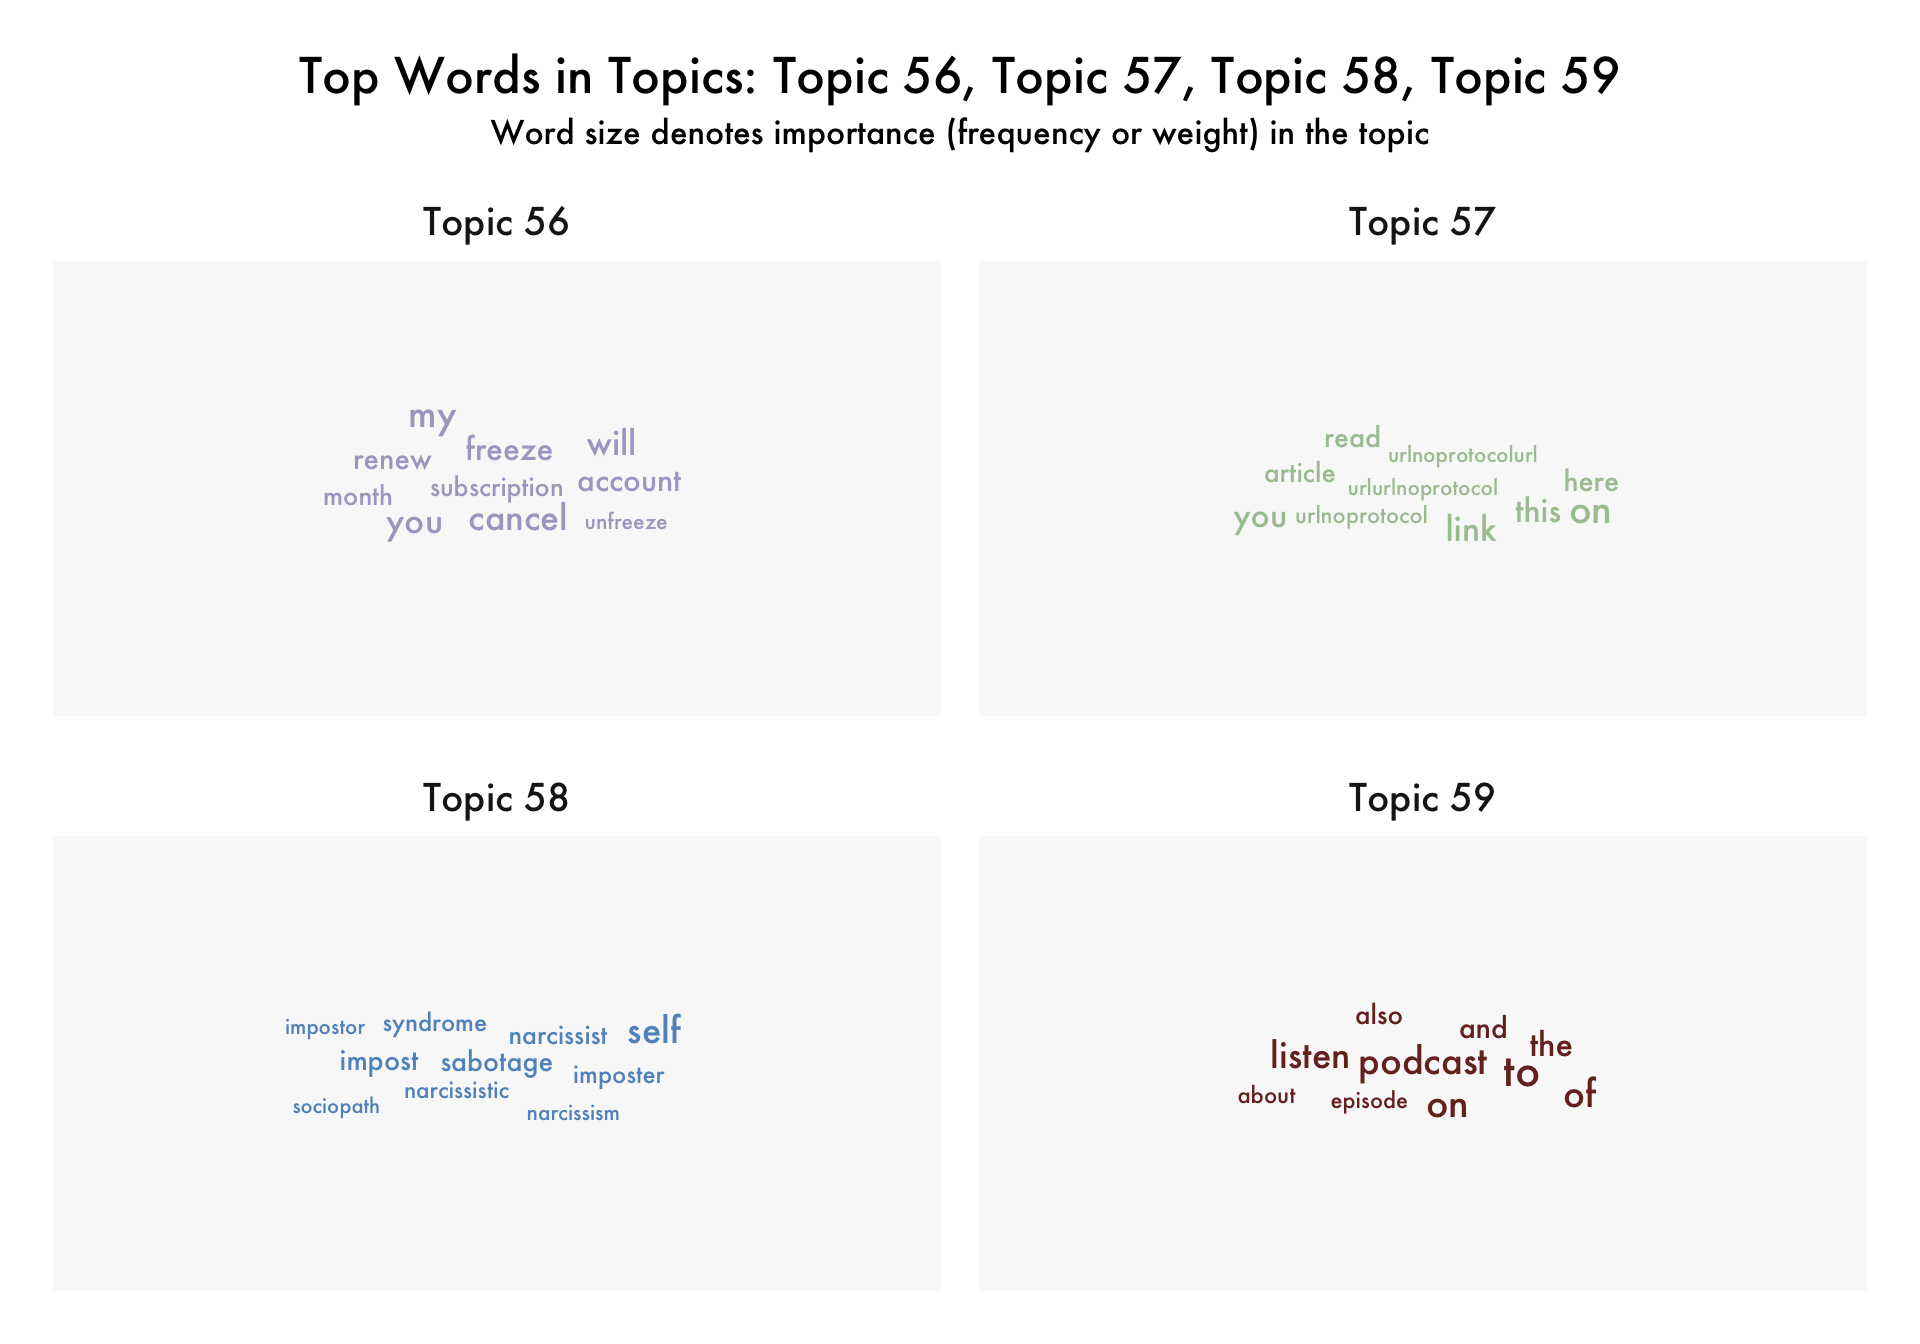 Top Words in Topics: Topic 56, Topic 57, Topic 58, Topic 59
Word size denotes importance (frequency or weight) in the topic
Topic 56
my
freeze will
renew
subscription account
month
you cancel unfreeze
Topic 57
read
urlnoprotocolurl
article
urlurlnoprotocol here
you urlnoprotocol link this on
Topic 58
impostor syndrome narcissist self
impost sabotage imposter
narcissistic
sociopath narcissism
Topic 59
also
and the
listen podcast to
about episode on of